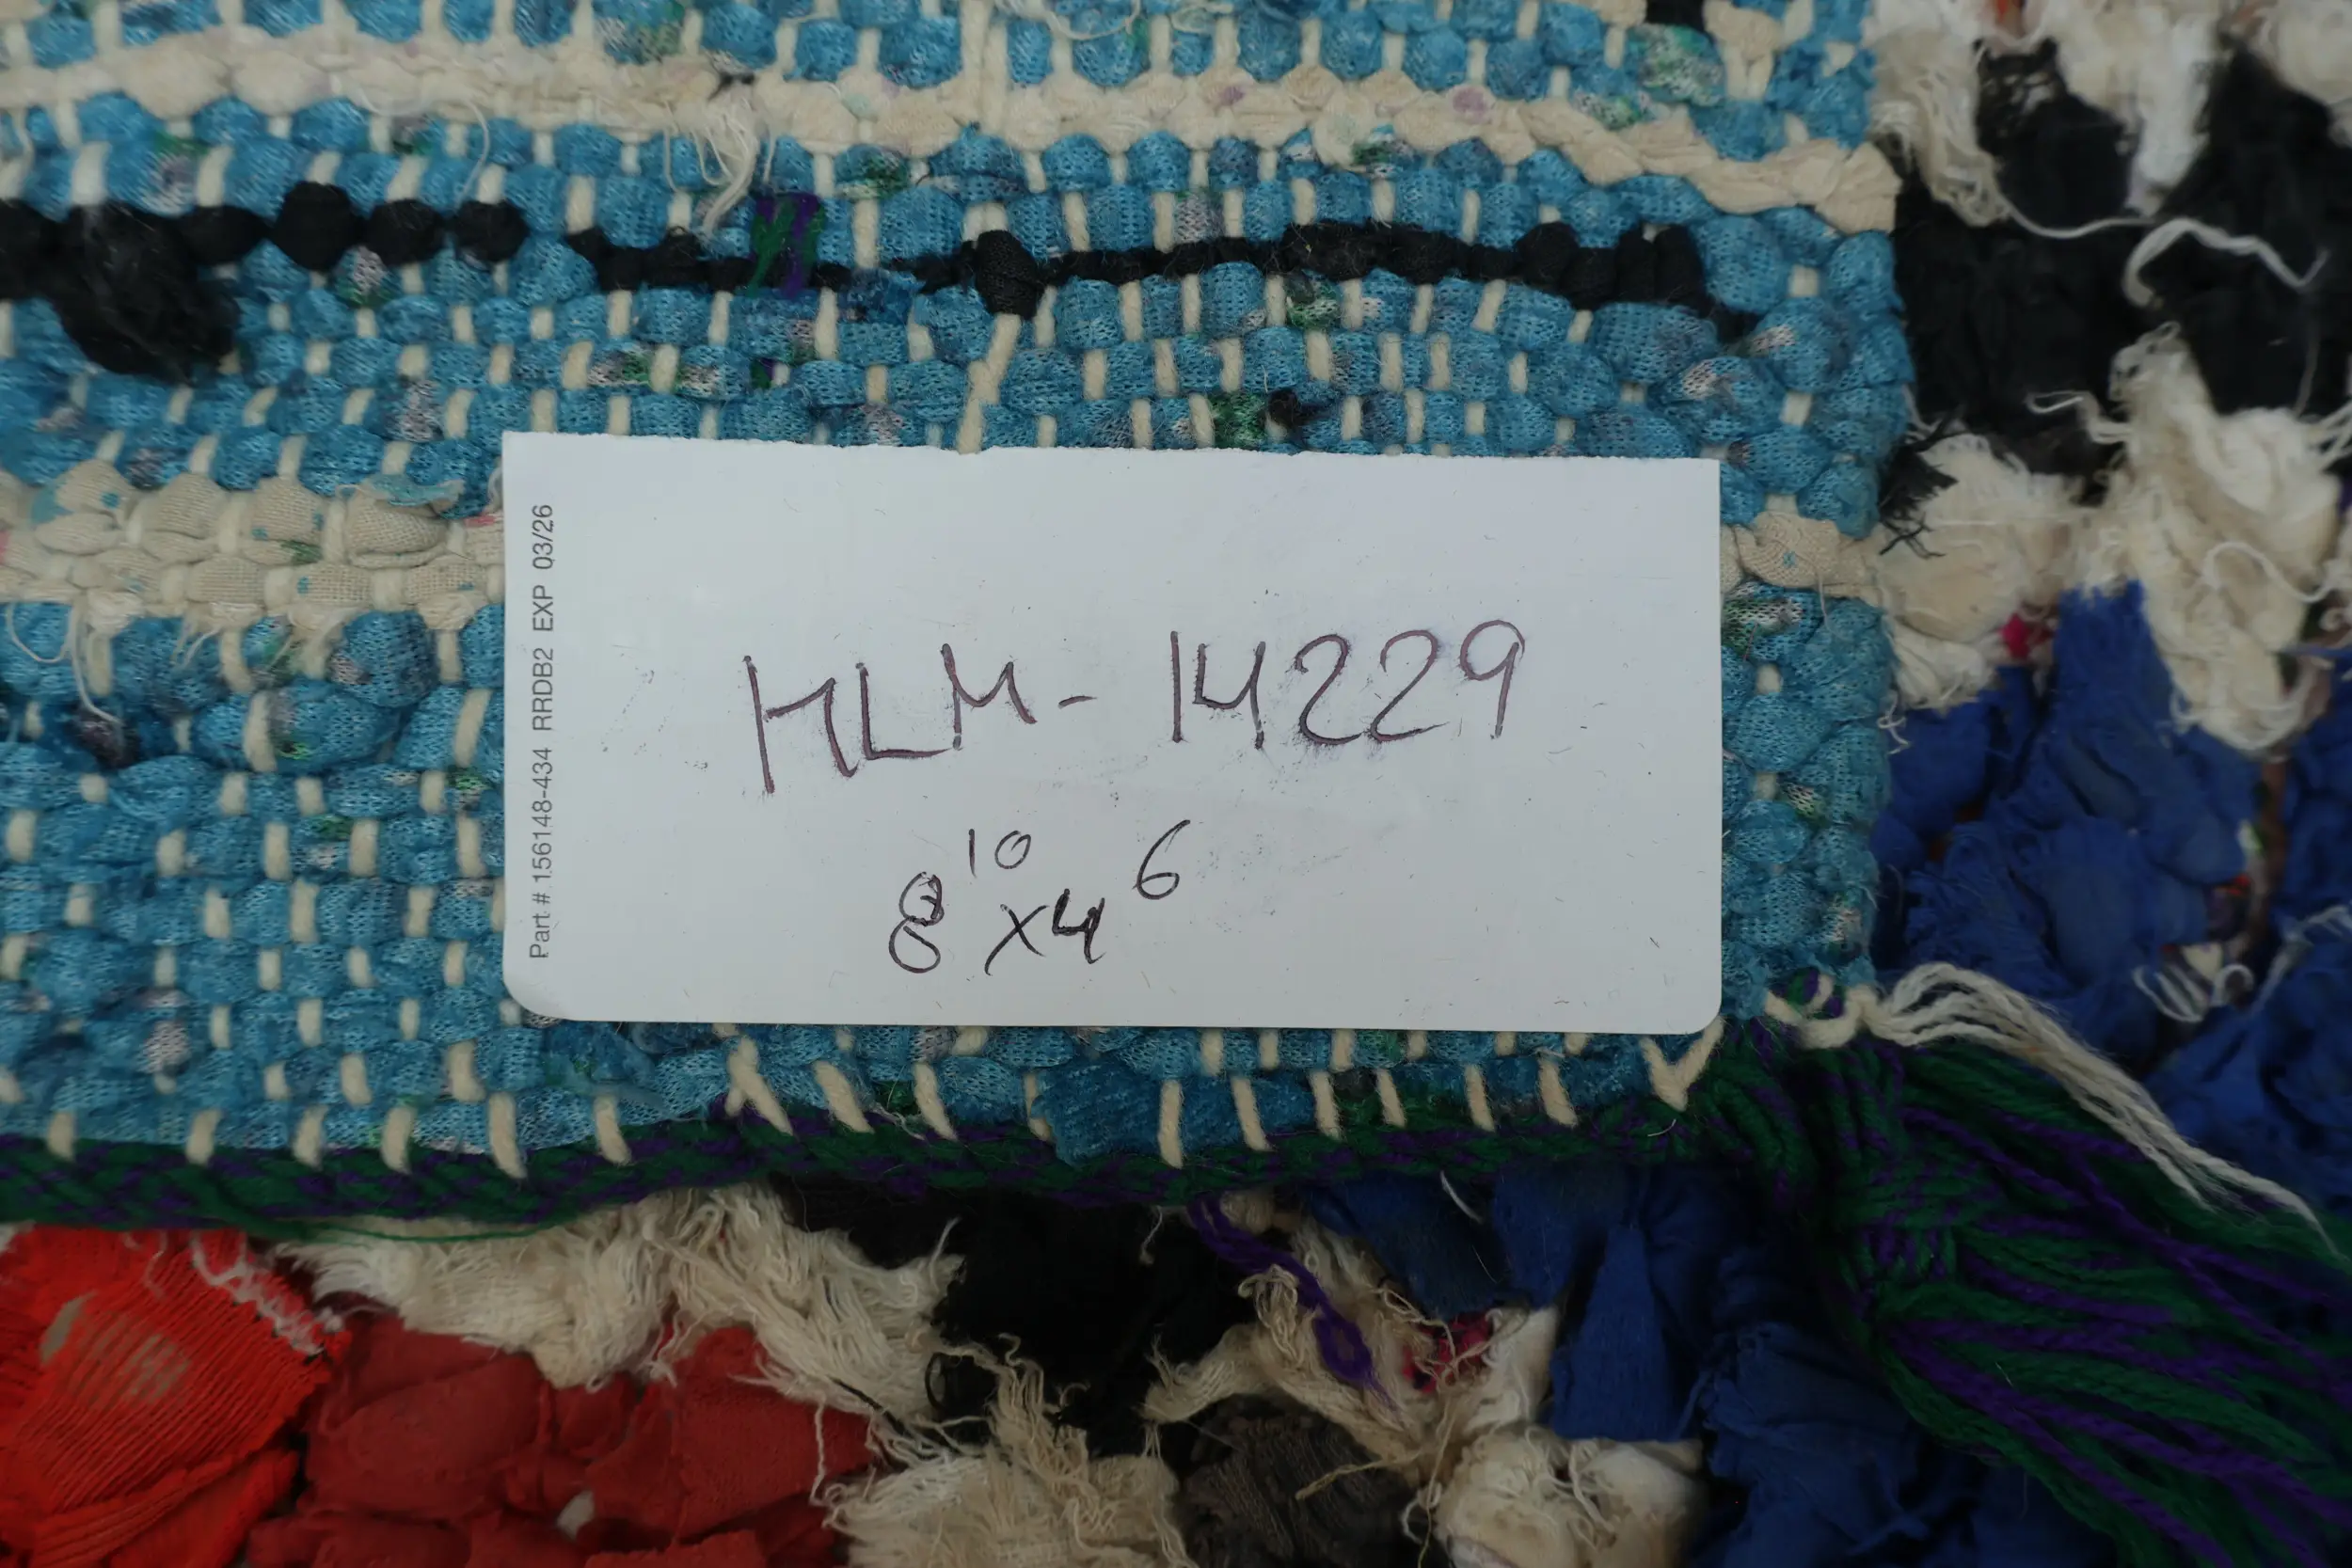 Part # 156148-434 RRDB2 EXP 03/26
HLM-14229
8 10 x4 6